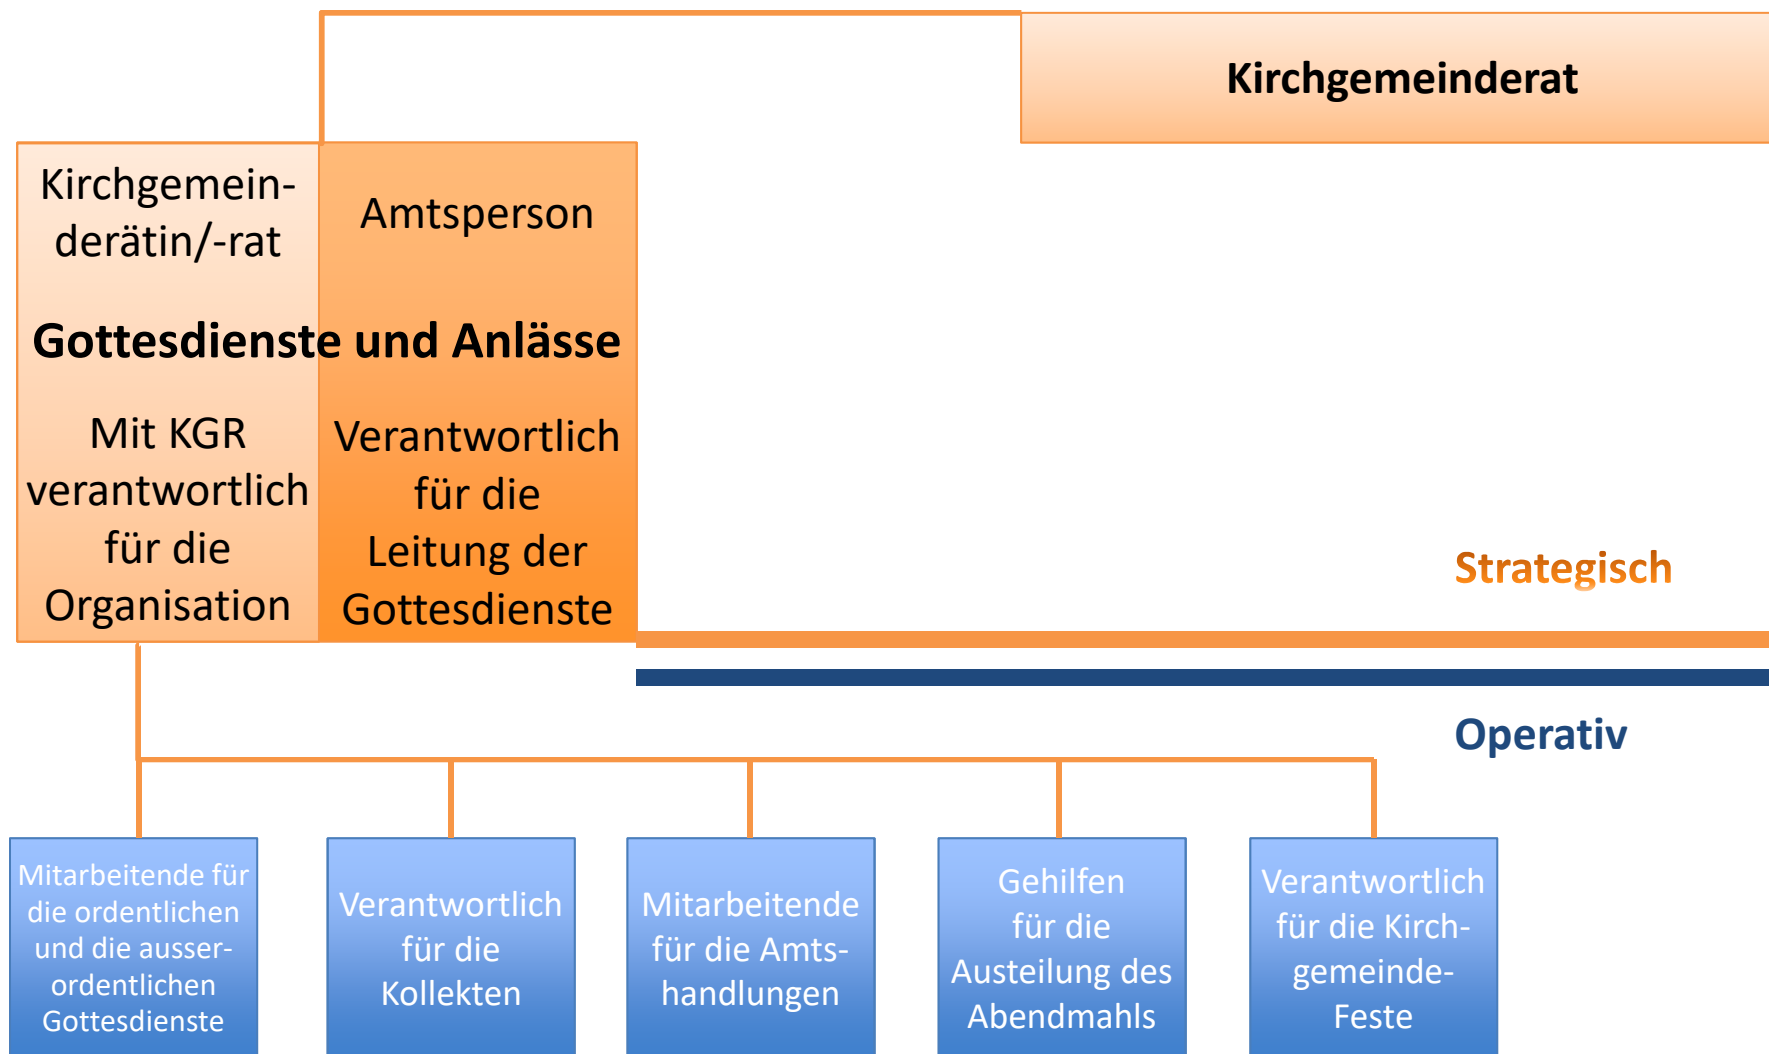 Kirchgemeinderat
Kirchgemein-
derätin/-rat
Amtsperson
Gottesdienste und Anlässe
Mit KGR
verantwortlich
für die
Organisation
Verantwortlich
für die
Leitung der
Gottesdienste
Strategisch
Operativ
Mitarbeitende für
die ordentlichen
und die ausser-
ordentlichen
Gottesdienste
Verantwortlich
für die
Kollekten
Mitarbeitende
für die Amts-
handlungen
Gehilfen
für die
Austeilung des
Abendmahls
Verantwortlich
für die Kirch-
gemeinde-
Feste